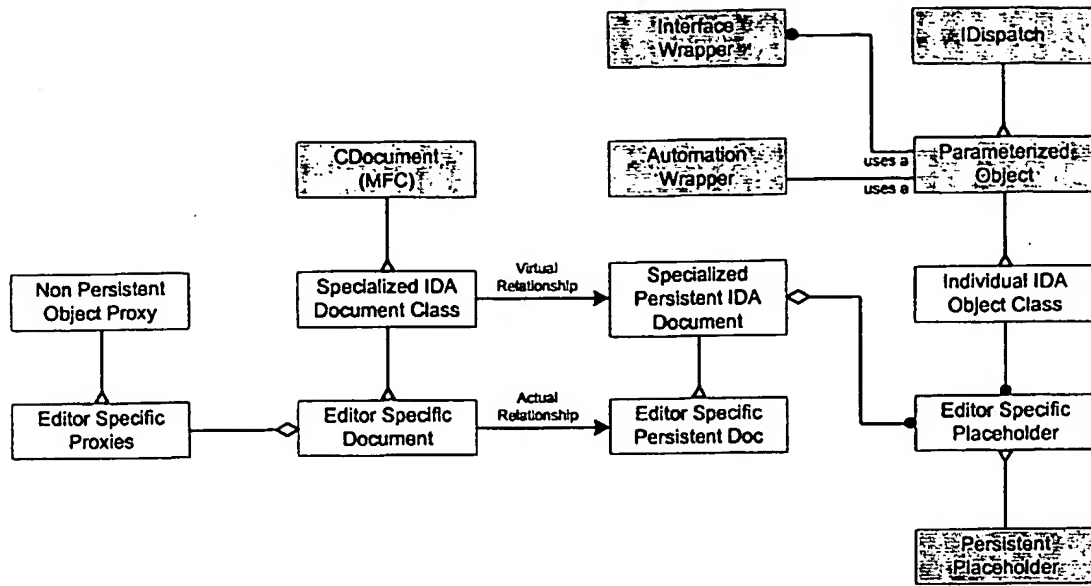 Interface
Wrapper
IDispatch
CDocument
(MFC)
Automation
Wrapper
uses a
uses a
Parameterized
Object
Non Persistent
Object Proxy
Specialized IDA
Document Class
Virtual
Relationship
Specialized
Persistent IDA
Document
Individual IDA
Object Class
Editor Specific
Proxies
Editor Specific
Document
Actual
Relationship
Editor Specific
Persistent Doc
Editor Specific
Placeholder
Persistent
Placeholder